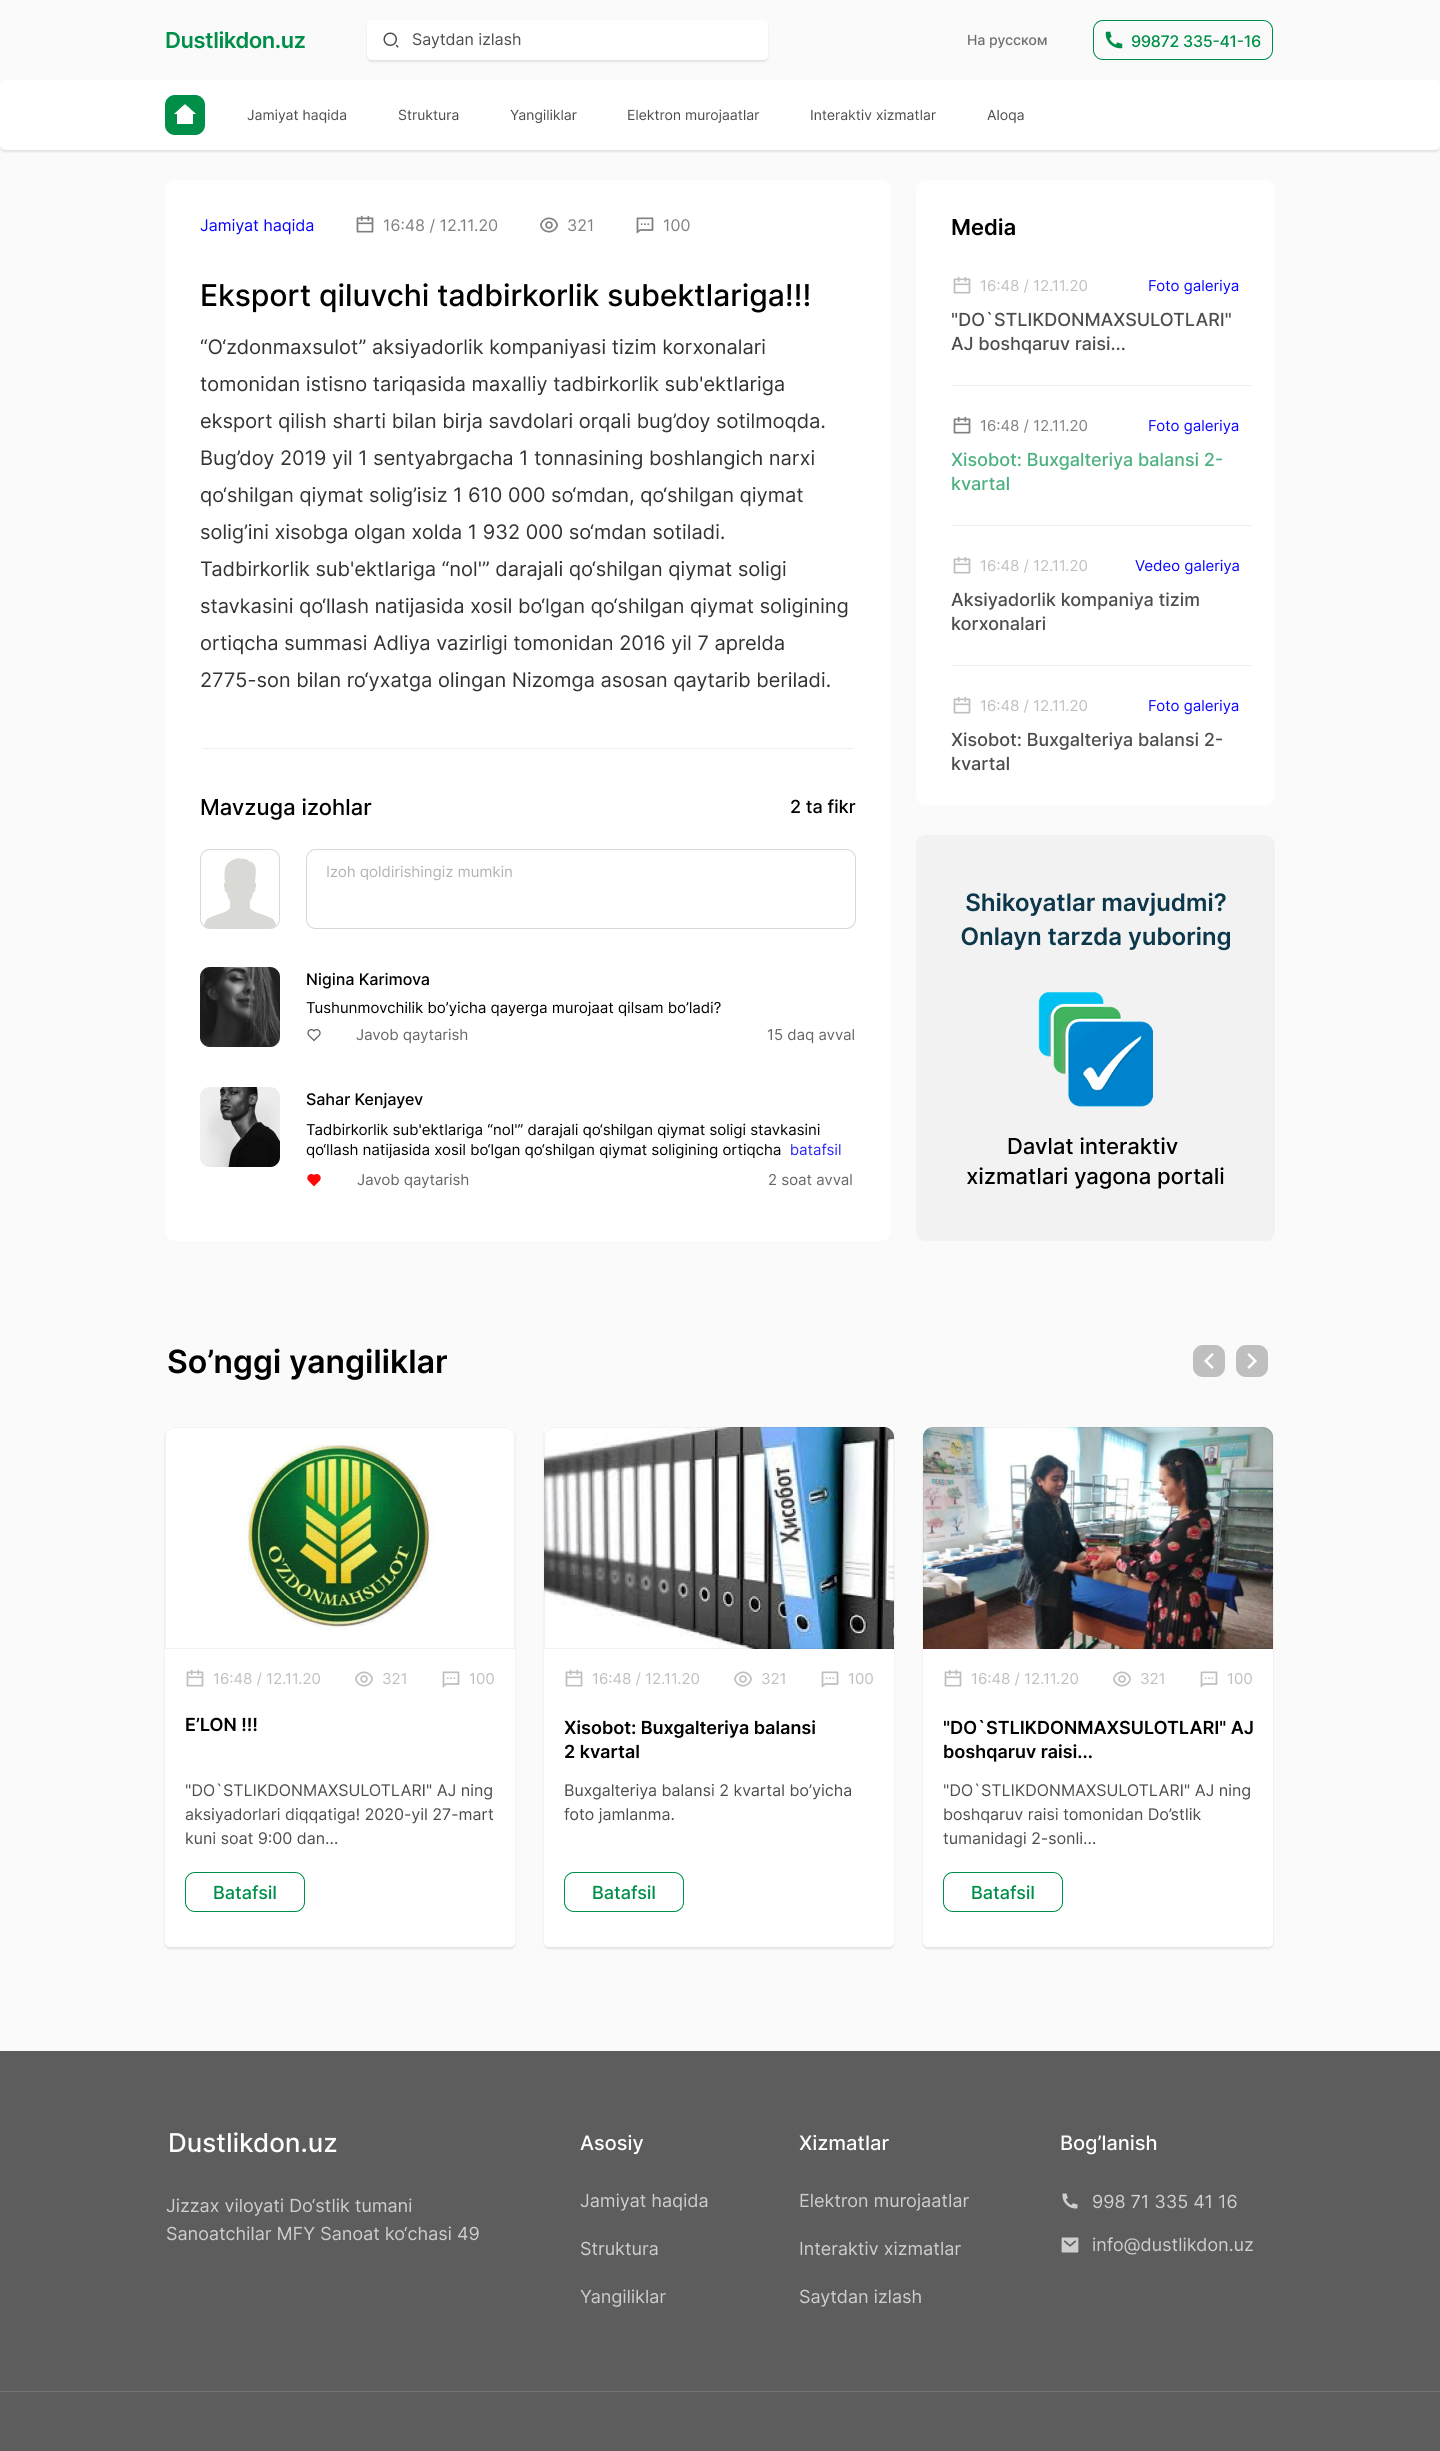 Dustlikdon.uz
Saytdan izlash
На русском
99872 335-41-16
Jamiyat haqida
Struktura
Yangiliklar
Elektron murojaatlar
Interaktiv xizmatlar
Aloqa
Jamiyat haqida
16:48 / 12.11.20
321
100
Eksport qiluvchi tadbirkorlik subektlariga!!!
“O‘zdonmaxsulot” aksiyadorlik kompaniyasi tizim korxonalari
tomonidan istisno tariqasida maxalliy tadbirkorlik sub'ektlariga
eksport qilish sharti bilan birja savdolari orqali bug‘doy sotilmoqda.
Bug‘doy 2019 yil 1 sentyabrgacha 1 tonnasining boshlangich narxi
qo‘shilgan qiymat solig‘isiz 1 610 000 so‘mdan, qo‘shilgan qiymat
solig‘ini xisobga olgan xolda 1 932 000 so‘mdan sotiladi.
Tadbirkorlik sub'ektlariga “nol'” darajali qo‘shilgan qiymat soligi
stavkasini qo‘llash natijasida xosil bo‘lgan qo‘shilgan qiymat soligining
ortiqcha summasi Adliya vazirligi tomonidan 2016 yil 7 aprelda
2775-son bilan ro‘yxatga olingan Nizomga asosan qaytarib beriladi.
Mavzuga izohlar
2 ta fikr
Izoh qoldirishingiz mumkin
Nigina Karimova
Tushunmovchilik bo’yicha qayerga murojaat qilsam bo’ladi?
Javob qaytarish
15 daq avval
Sahar Kenjayev
Tadbirkorlik sub'ektlariga “nol'” darajali qo‘shilgan qiymat soligi stavkasini
qo‘llash natijasida xosil bo‘lgan qo‘shilgan qiymat soligining ortiqcha batafsil
Javob qaytarish
2 soat avval
Media
16:48 / 12.11.20
Foto galeriya
"DO`STLIKDONMAXSULOTLARI"
AJ boshqaruv raisi...
16:48 / 12.11.20
Foto galeriya
Xisobot: Buxgalteriya balansi 2-
kvartal
16:48 / 12.11.20
Vedeo galeriya
Aksiyadorlik kompaniya tizim
korxonalari
16:48 / 12.11.20
Foto galeriya
Xisobot: Buxgalteriya balansi 2-
kvartal
Shikoyatlar mavjudmi?
Onlayn tarzda yuboring
Davlat interaktiv
xizmatlari yagona portali
So’nggi yangiliklar
O'ZDONMAHSULOT
16:48 / 12.11.20
321
100
E’LON !!!
"DO`STLIKDONMAXSULOTLARI" AJ ning
aksiyadorlari diqqatiga! 2020-yil 27-mart
kuni soat 9:00 dan...
Batafsil
Ҳисобот
16:48 / 12.11.20
321
100
Xisobot: Buxgalteriya balansi
2 kvartal
Buxgalteriya balansi 2 kvartal bo’yicha
foto jamlanma.
Batafsil
16:48 / 12.11.20
321
100
"DO`STLIKDONMAXSULOTLARI" AJ
boshqaruv raisi...
"DO`STLIKDONMAXSULOTLARI" AJ ning
boshqaruv raisi tomonidan Do‘stlik
tumanidagi 2-sonli...
Batafsil
Dustlikdon.uz
Jizzax viloyati Do‘stlik tumani
Sanoatchilar MFY Sanoat ko‘chasi 49
Asosiy
Jamiyat haqida
Struktura
Yangiliklar
Xizmatlar
Elektron murojaatlar
Interaktiv xizmatlar
Saytdan izlash
Bog’lanish
998 71 335 41 16
info@dustlikdon.uz